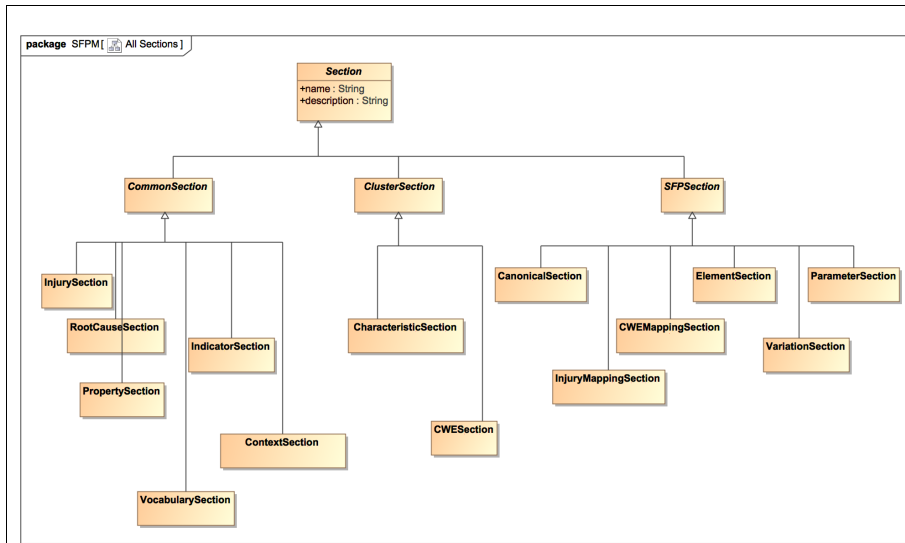 package SFPM [ All Sections ]
Section
+name : String
+description : String
CommonSection
ClusterSection
SFPSection
InjurySection
CanonicalSection
ElementSection
ParameterSection
RootCauseSection
CharacteristicSection
CWEMappingSection
IndicatorSection
VariationSection
InjuryMappingSection
PropertySection
CWESection
ContextSection
VocabularySection